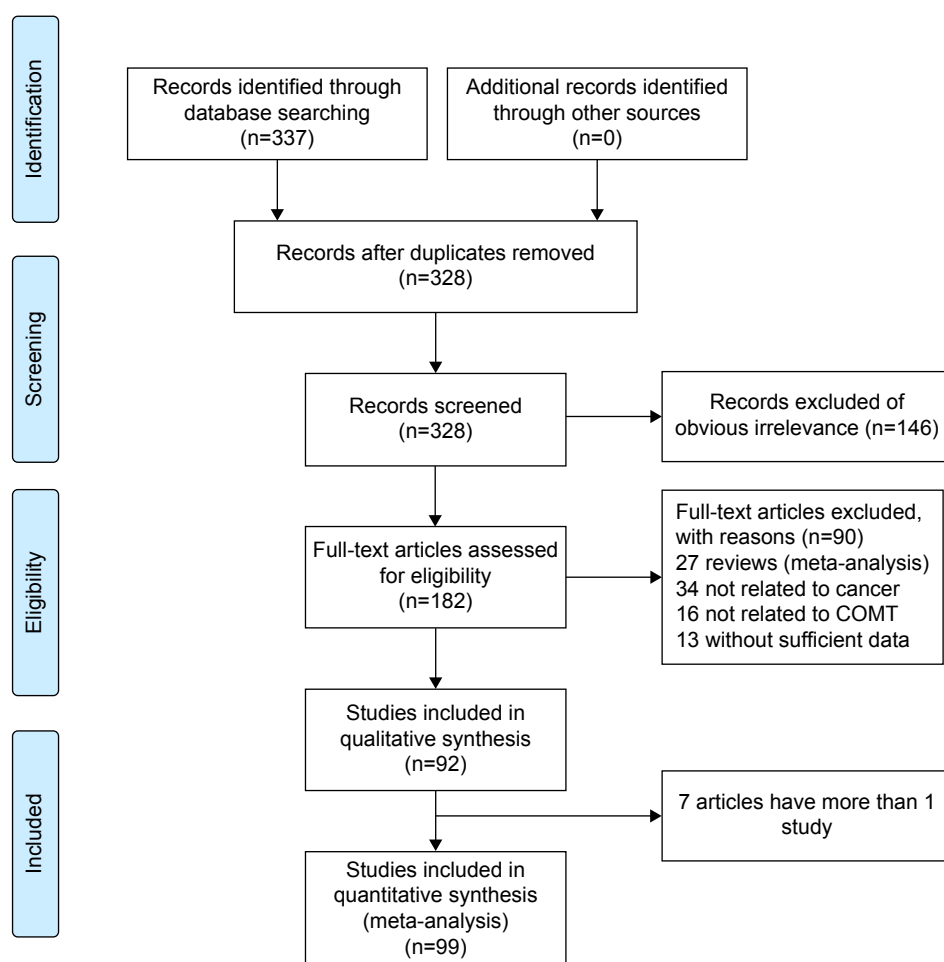 Identification
Records identified through
database searching
(n=337)
Additional records identified
through other sources
(n=0)
Records after duplicates removed
(n=328)
Screening
Records screened
(n=328)
Records excluded of
obvious irrelevance (n=146)
Eligibility
Full-text articles assessed
for eligibility
(n=182)
Full-text articles excluded,
with reasons (n=90)
27 reviews (meta-analysis)
34 not related to cancer
16 not related to COMT
13 without sufficient data
Included
Studies included in
qualitative synthesis
(n=92)
7 articles have more than 1
study
Studies included in
quantitative synthesis
(meta-analysis)
(n=99)